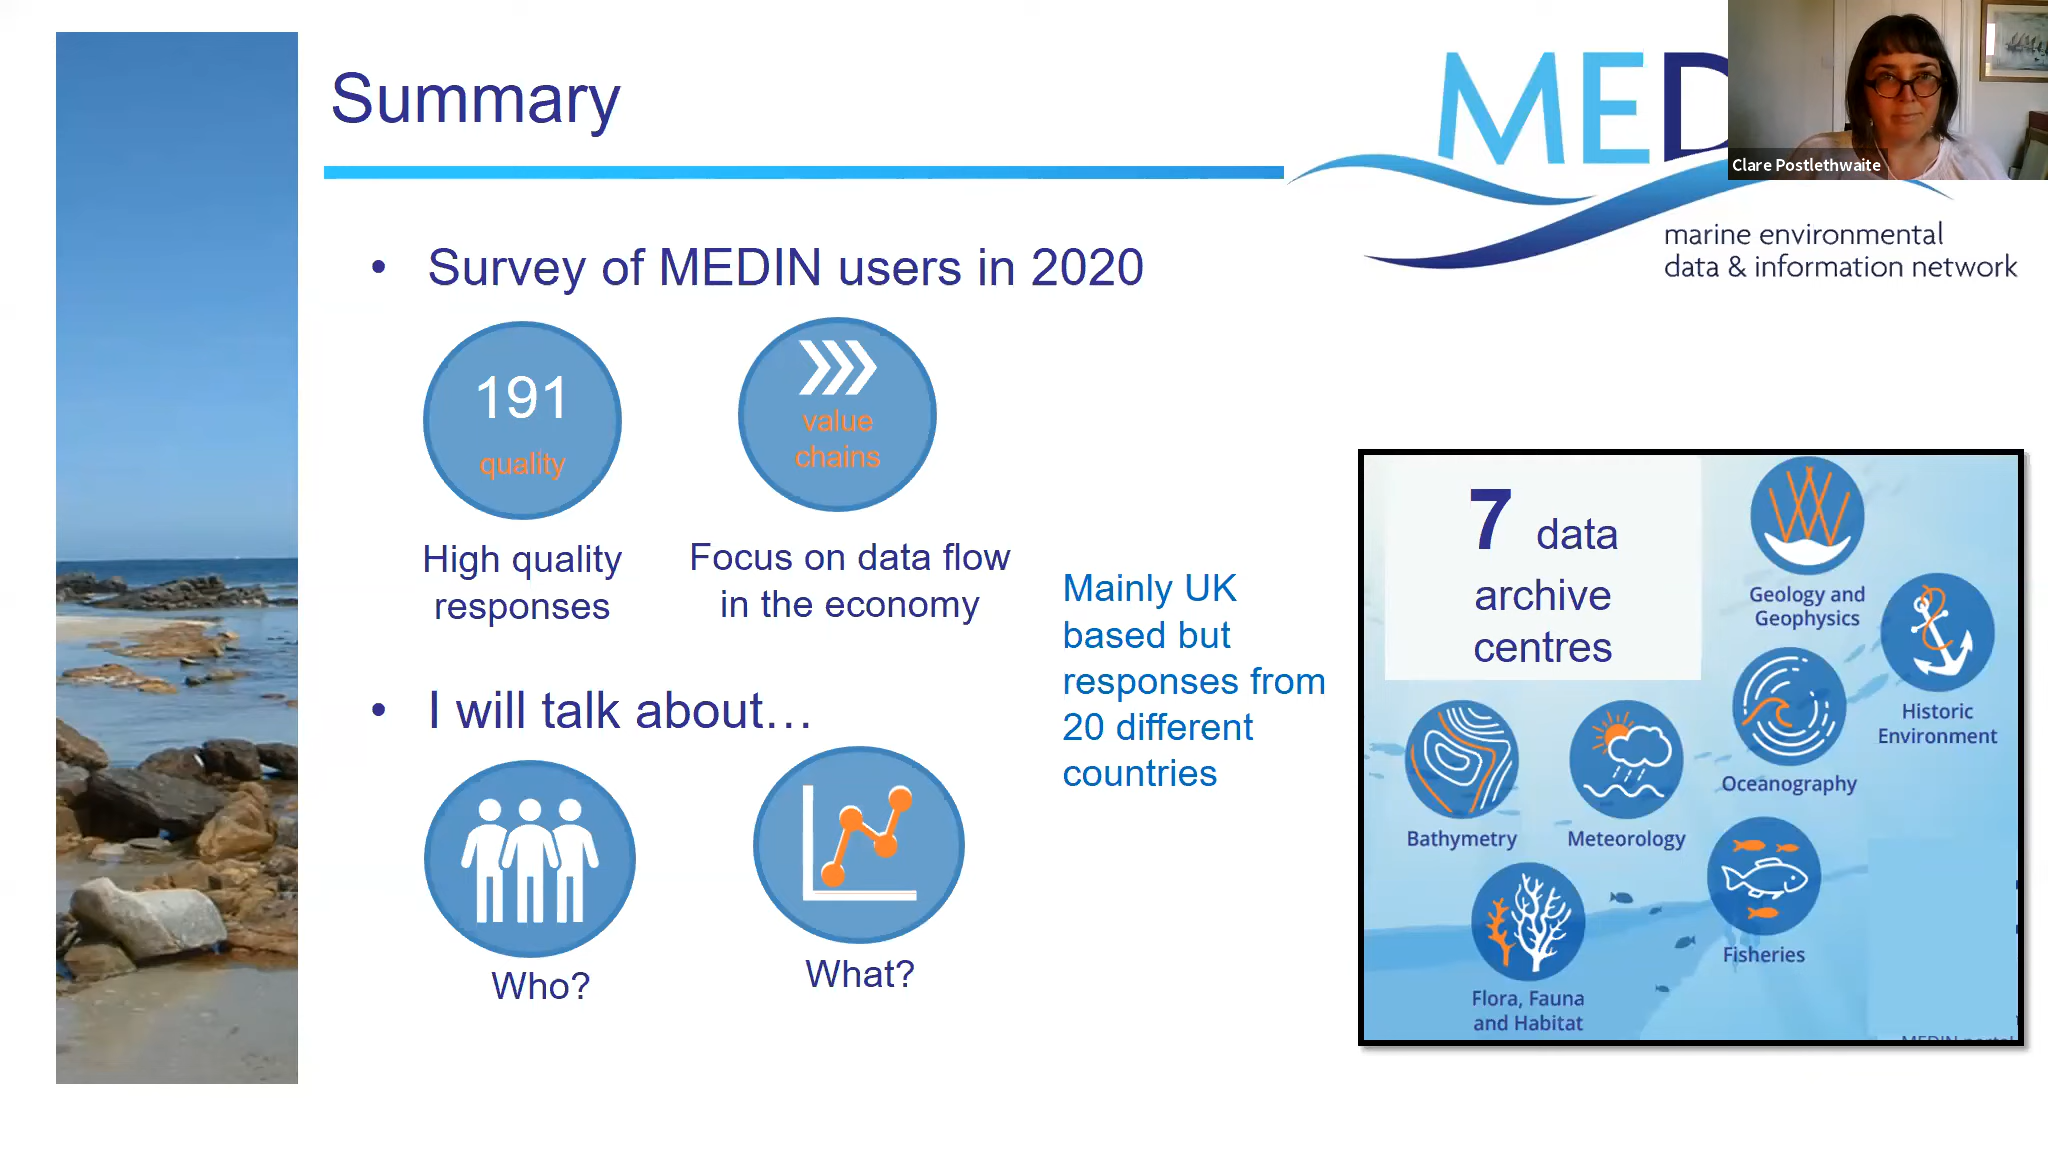 Summary
MED
Clare Postlethwaite
marine environmental
data & information network
• Survey of MEDIN users in 2020
191
quality
High quality
responses
value
chains
Focus on data flow
in the economy
Mainly UK
based but
responses from
20 different
countries
• I will talk about…
Who?
What?
7 data
archive
centres
Geology and
Geophysics
Historic
Environment
Oceanography
Bathymetry
Meteorology
Fisheries
Flora, Fauna
and Habitat